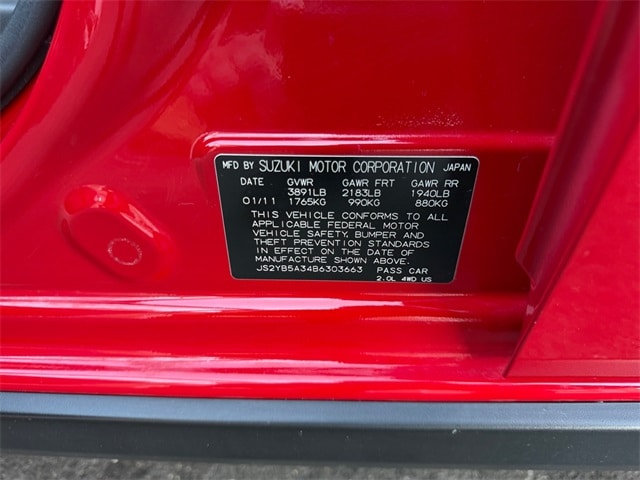 MFD BY SUZUKI MOTOR CORPORATION JAPAN
DATE GVWR GAWR FRT GAWR RR
3891LB 2183LB 1940LB
01/11 1765KG 990KG 880KG
THIS VEHICLE CONFORMS TO ALL
APPLICABLE FEDERAL MOTOR
VEHICLE SAFETY, BUMPER AND
THEFT PREVENTION STANDARDS
IN EFFECT ON THE DATE OF
MANUFACTURE SHOWN ABOVE.
JS2YB5A34B6303663 PASS CAR
2.0L 4WD US